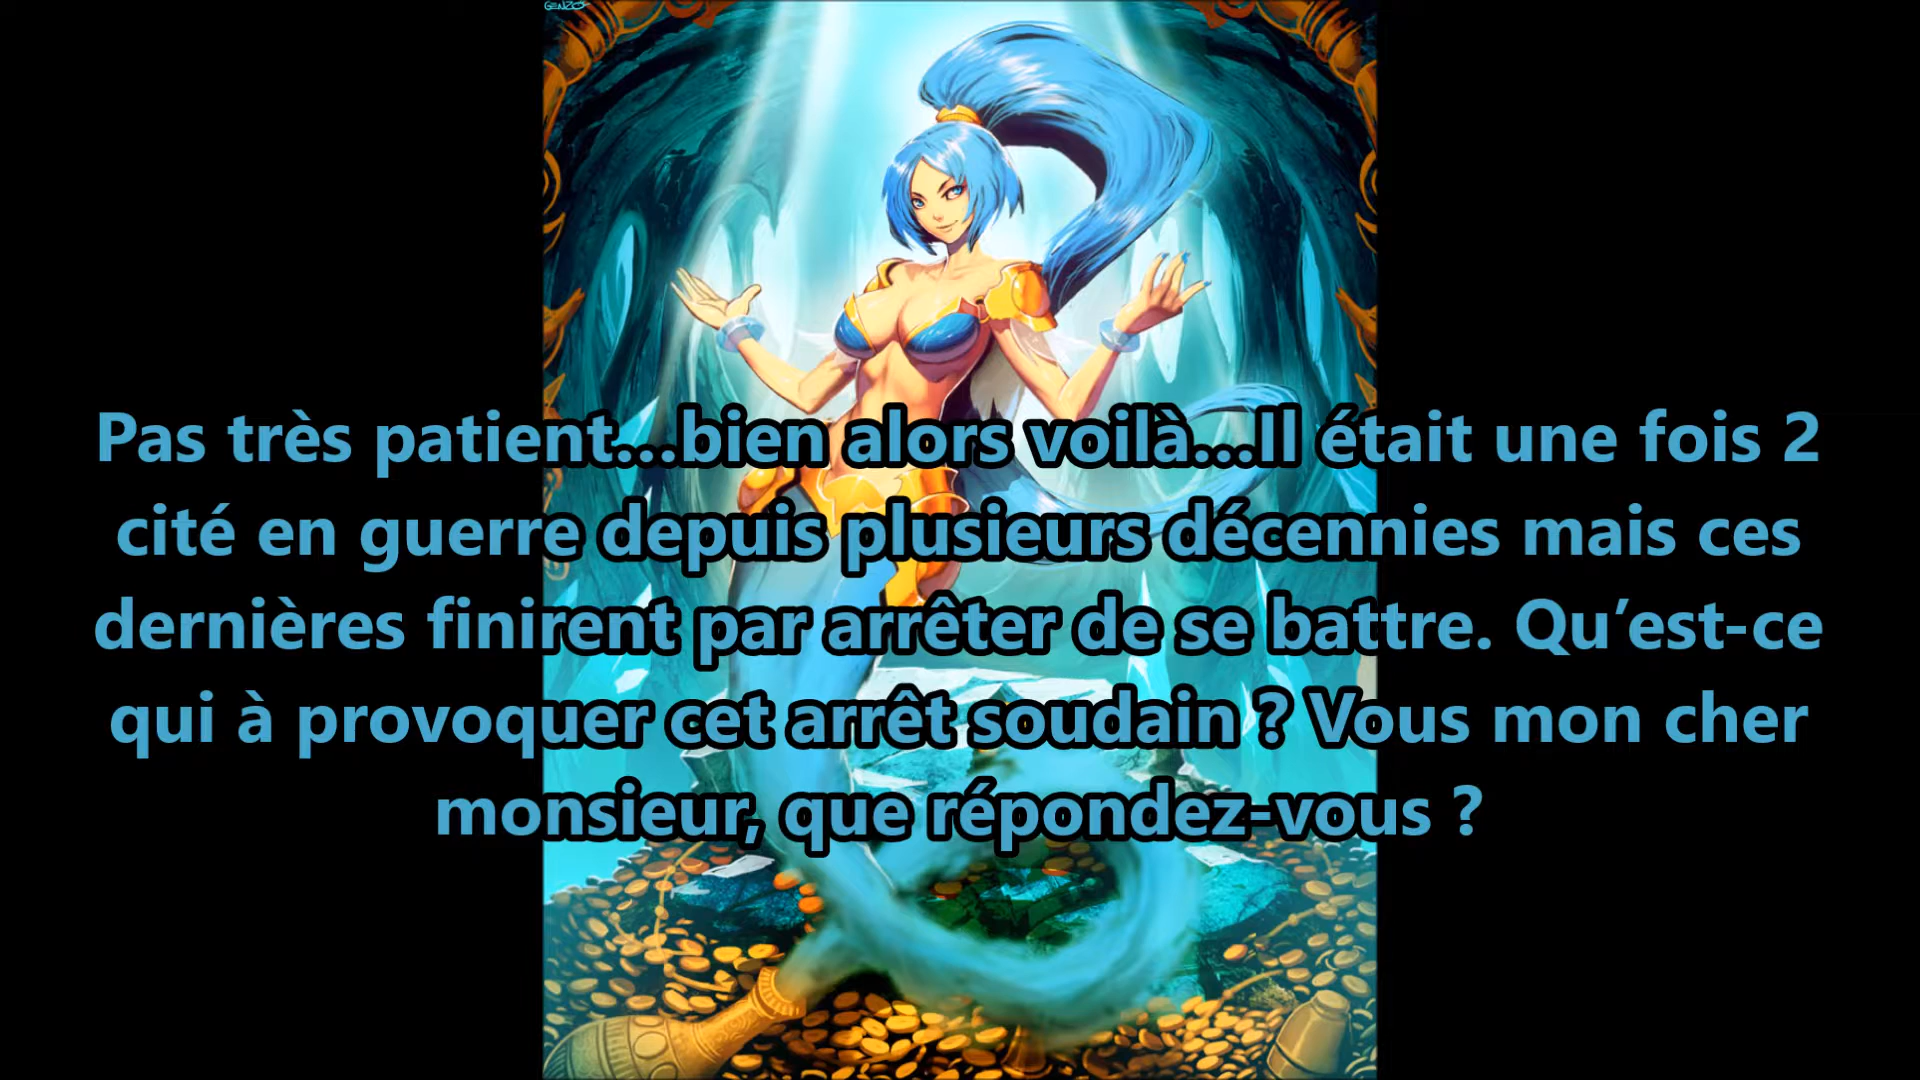 GENZO
Pas très patient...bien alors voilà...Il était une fois 2
cité en guerre depuis plusieurs décennies mais ces
dernières finirent par arrêter de se battre. Qu’est-ce
qui à provoquer cet arrêt soudain ? Vous mon cher
monsieur, que répondez-vous ?